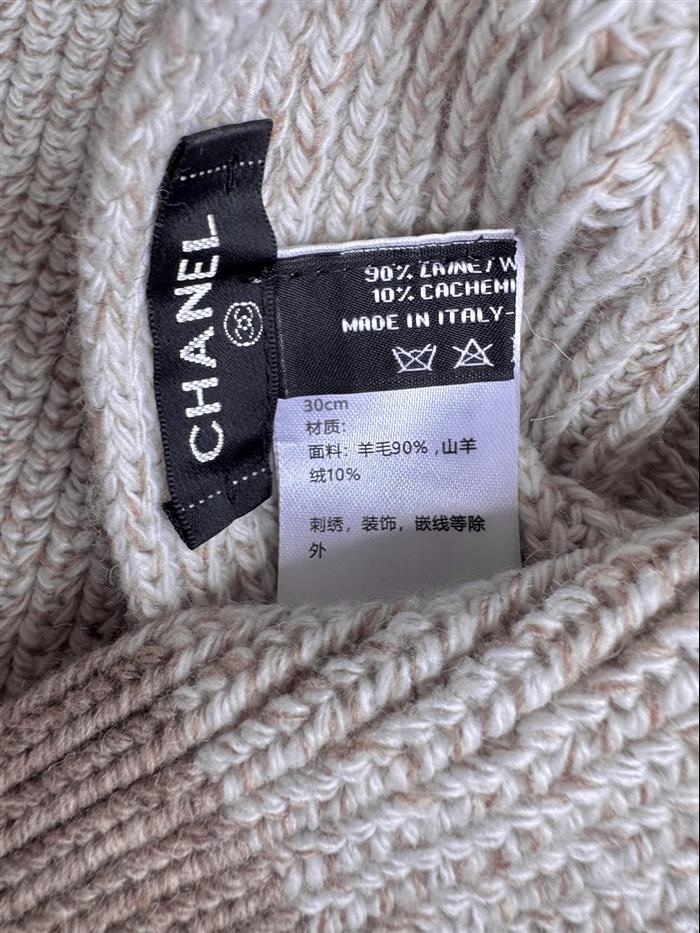 CHANEL
90% LAINE/W
10% CACHEMI
MADE IN ITALY-
30cm
材质:
面料: 羊毛90% ,山羊
绒10%
刺绣，装饰，嵌线等除
外